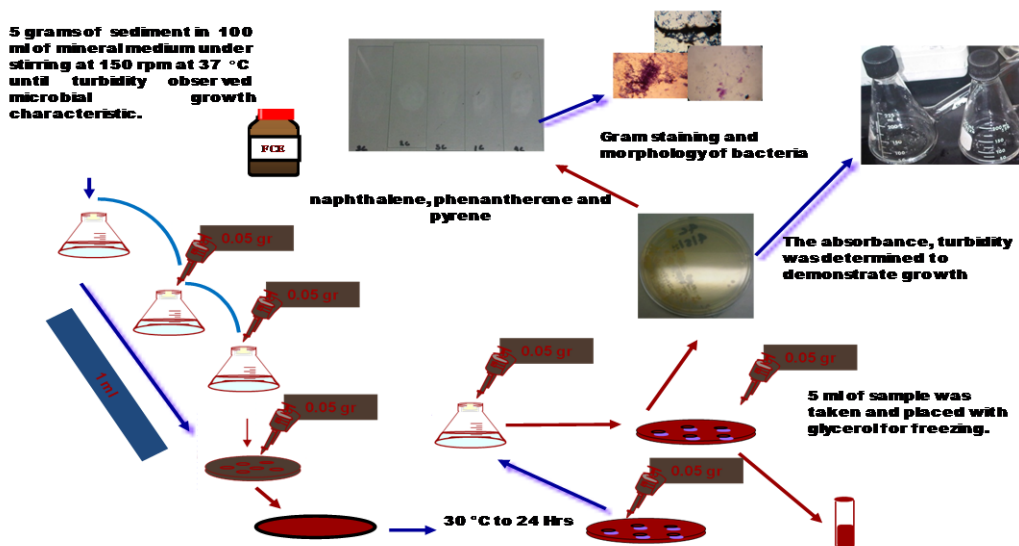 5 grams of sediment in 100
ml of mineral medium under
stirring at 150 rpm at 37 °C
until turbidity observed
microbial growth
characteristic.
FCE
0.05 gr
0.05 gr
1 ml
0.05 gr
30 °C to 24 Hrs
0.05 gr
0.05 gr
0.05 gr
naphthalene, phenantherene and
pyrene
Gram staining and
morphology of bacteria
The absorbance, turbidity
was determined to
demonstrate growth
5 ml of sample was
taken and placed with
glycerol for freezing.